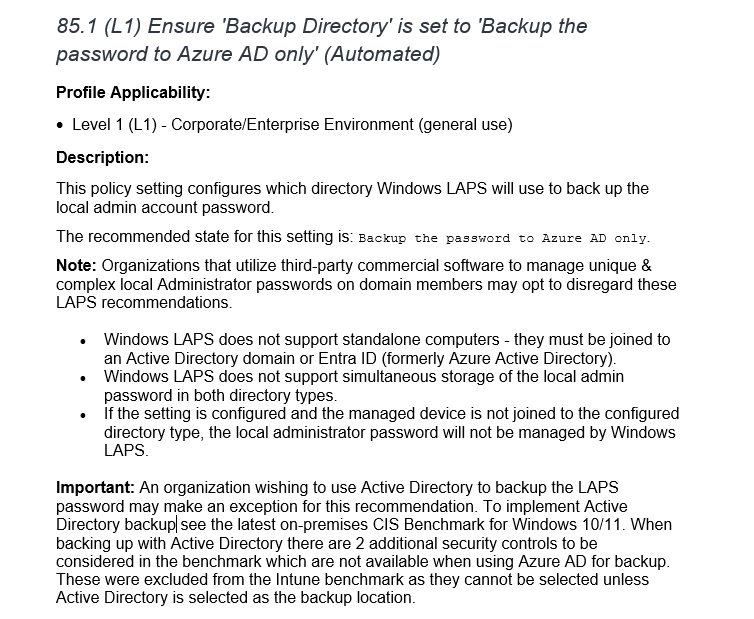 85.1 (L1) Ensure 'Backup Directory' is set to 'Backup the
password to Azure AD only' (Automated)
Profile Applicability:
• Level 1 (L1) - Corporate/Enterprise Environment (general use)
Description:
This policy setting configures which directory Windows LAPS will use to back up the
local admin account password.
The recommended state for this setting is: Backup the password to Azure AD only.
Note: Organizations that utilize third-party commercial software to manage unique &
complex local Administrator passwords on domain members may opt to disregard these
LAPS recommendations.
• Windows LAPS does not support standalone computers - they must be joined to
an Active Directory domain or Entra ID (formerly Azure Active Directory).
• Windows LAPS does not support simultaneous storage of the local admin
password in both directory types.
• If the setting is configured and the managed device is not joined to the configured
directory type, the local administrator password will not be managed by Windows
LAPS.
Important: An organization wishing to use Active Directory to backup the LAPS
password may make an exception for this recommendation. To implement Active
Directory backup see the latest on-premises CIS Benchmark for Windows 10/11. When
backing up with Active Directory there are 2 additional security controls to be
considered in the benchmark which are not available when using Azure AD for backup.
These were excluded from the Intune benchmark as they cannot be selected unless
Active Directory is selected as the backup location.